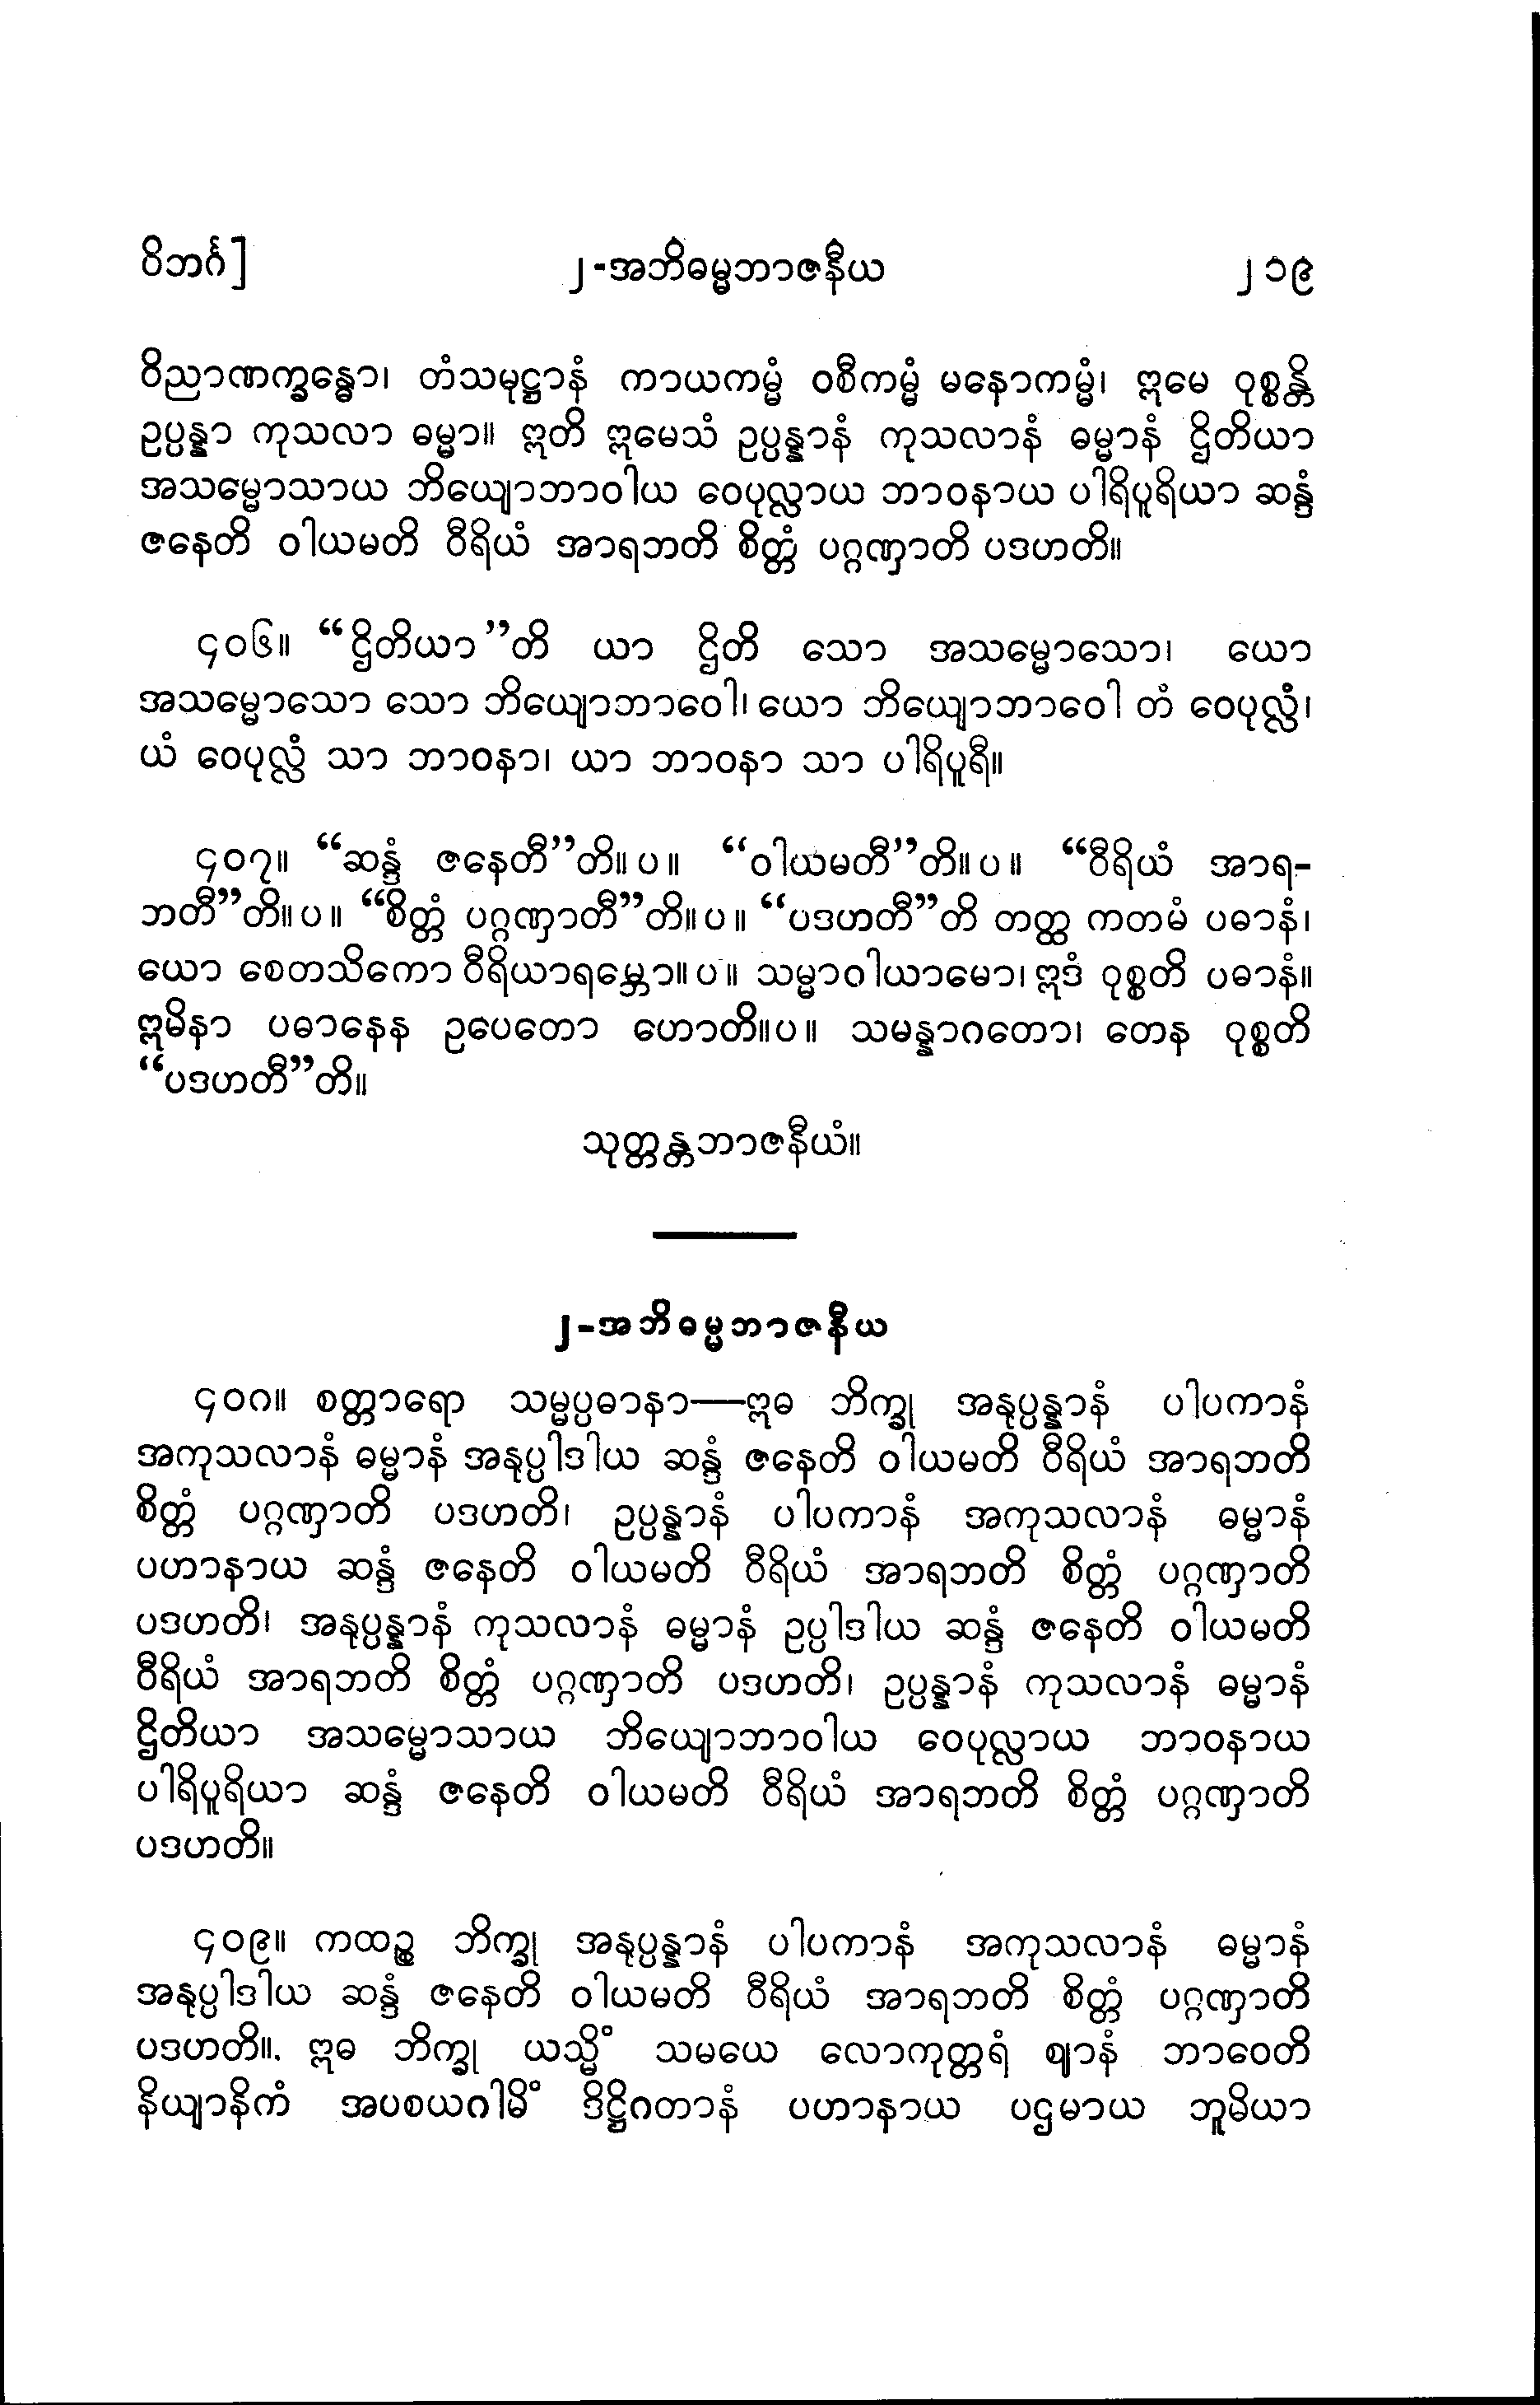 ဝိဘင်္ဂ] ၂-အဘိဓမ္မဘာဇနီယ ၂၁၉
ဝိညာဏက္ခန္ဓော၊ တံသမုဋ္ဌာနံ ကာယကမ္မံ ဝစီကမ္မံ မနောကမ္မံ၊ ဣမေ ဝုစ္စန္တိ
ဥပ္ပန္နာ ကုသလာ ဓမ္မာ။ ဣတိ ဣမေသံ ဥပ္ပန္နာနံ ကုသလာနံ ဓမ္မာနံ ဌိတိယာ
အသမ္မောသာယ ဘိယျောဘာဝါယ ဝေပုလ္လာယ ဘာဝနာယ ပါရိပူရိယာ ဆန္ဒံ
ဇနေတိ ဝါယမတိ ဝီရိယံ အာရဘတိ စိတ္တံ ပဂ္ဂဏှာတိ ပဒဟတိ။
၄၀၆။ “ဌိတိယာ”တိ ယာ ဌိတိ သော အသမ္မောသော၊ ယော
အသမ္မောသော သော ဘိယျောဘာဝေါ၊ ယော ဘိယျောဘာဝေါ တံ ဝေပုလ္လံ၊
ယံ ဝေပုလ္လံ သာ ဘာဝနာ၊ ယာ ဘာဝနာ သာ ပါရိပူရီ။
၄၀၇။ “ဆန္ဒံ ဇနေတီ”တိ။ပ။ “ဝါယမတီ”တိ။ပ။ “ဝီရိယံ အာရ-
ဘတီ”တိ။ပ။ “စိတ္တံ ပဂ္ဂဏှာတီ”တိ။ပ။ “ပဒဟတီ”တိ တတ္ထ ကတမံ ပဓာနံ၊
ယော စေတသိကော ဝီရိယာရမ္ဘော။ပ။ သမ္မာဝါယာမော၊ ဣဒံ ဝုစ္စတိ ပဓာနံ။
ဣမိနာ ပဓာနေန ဥပေတော ဟောတိ။ပ။ သမန္နာဂတော၊ တေန ဝုစ္စတိ
“ပဒဟတီ”တိ။
သုတ္တန္တဘာဇနီယံ။
၂-အဘိဓမ္မဘာဇနီယ
၄၀၈။ စတ္တာရော သမ္မပ္ပဓာနာ—ဣဓ ဘိက္ခု အနုပ္ပန္နာနံ ပါပကာနံ
အကုသလာနံ ဓမ္မာနံ အနုပ္ပါဒါယ ဆန္ဒံ ဇနေတိ ဝါယမတိ ဝီရိယံ အာရဘတိ
စိတ္တံ ပဂ္ဂဏှာတိ ပဒဟတိ၊ ဥပ္ပန္နာနံ ပါပကာနံ အကုသလာနံ ဓမ္မာနံ
ပဟာနာယ ဆန္ဒံ ဇနေတိ ဝါယမတိ ဝီရိယံ အာရဘတိ စိတ္တံ ပဂ္ဂဏှာတိ
ပဒဟတိ၊ အနုပ္ပန္နာနံ ကုသလာနံ ဓမ္မာနံ ဥပ္ပါဒါယ ဆန္ဒံ ဇနေတိ ဝါယမတိ
ဝီရိယံ အာရဘတိ စိတ္တံ ပဂ္ဂဏှာတိ ပဒဟတိ၊ ဥပ္ပန္နာနံ ကုသလာနံ ဓမ္မာနံ
ဌိတိယာ အသမ္မောသာယ ဘိယျောဘာဝါယ ဝေပုလ္လာယ ဘာဝနာယ
ပါရိပူရိယာ ဆန္ဒံ ဇနေတိ ဝါယမတိ ဝီရိယံ အာရဘတိ စိတ္တံ ပဂ္ဂဏှာတိ
ပဒဟတိ။
၄၀၉။ ကထဉ္စ ဘိက္ခု အနုပ္ပန္နာနံ ပါပကာနံ အကုသလာနံ ဓမ္မာနံ
အနုပ္ပါဒါယ ဆန္ဒံ ဇနေတိ ဝါယမတိ ဝီရိယံ အာရဘတိ စိတ္တံ ပဂ္ဂဏှာတိ
ပဒဟတိ။ ဣဓ ဘိက္ခု ယသ္မိံ သမယေ လောကုတ္တရံ ဈာနံ ဘာဝေတိ
နိယျာနိကံ အပစယဂါမိံ ဒိဋ္ဌိဂတာနံ ပဟာနာယ ပဌမာယ ဘူမိယာ